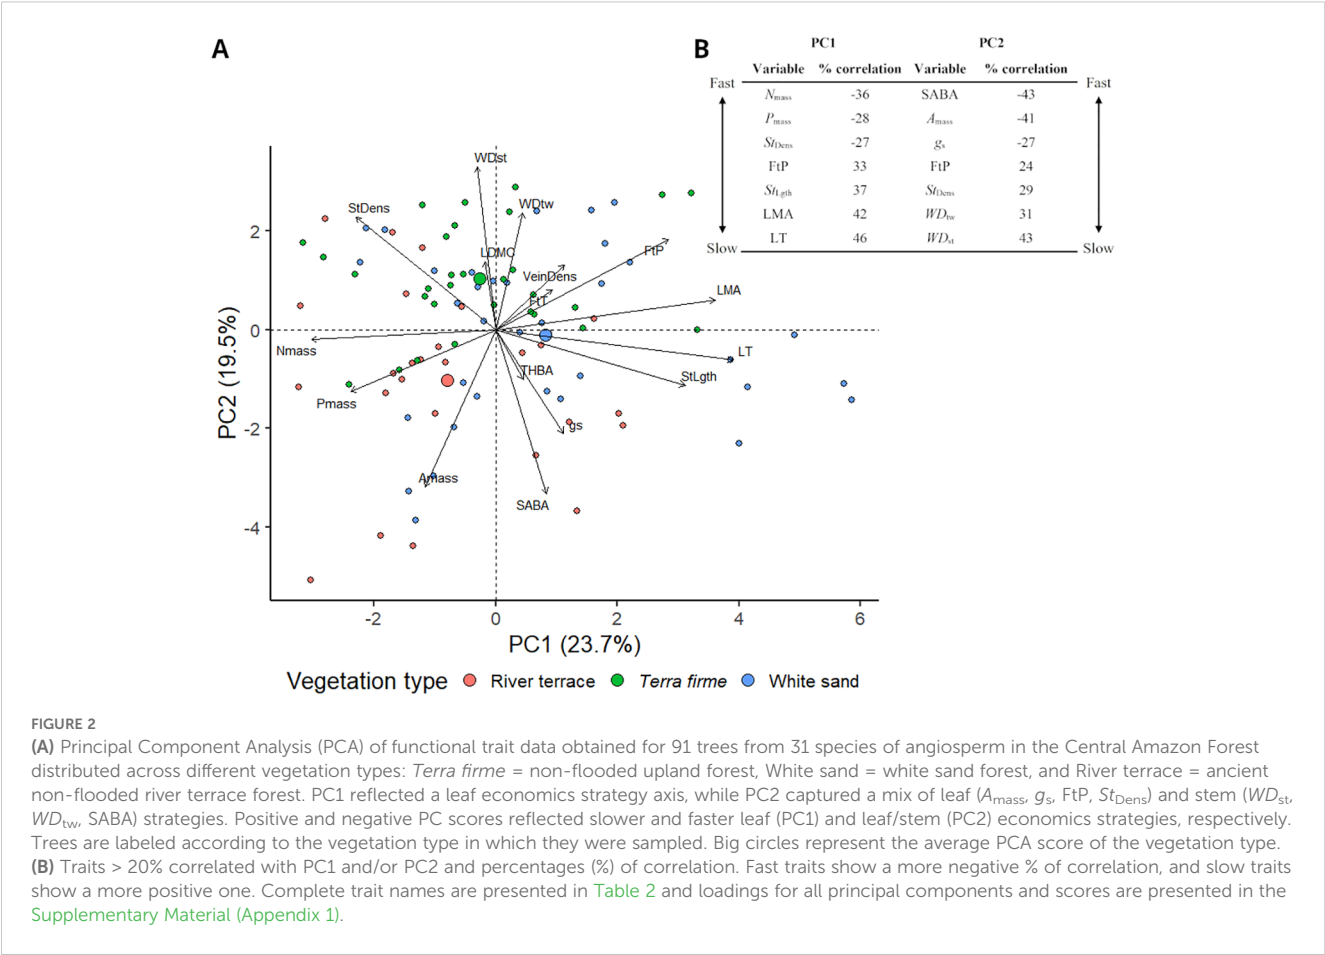 A
B
PC1 PC2
Variable % correlation Variable % correlation
Fast Fast
Nmass -36 SABA -43
Pmass -28 Amass -41
StDens -27 gs -27
FtP 33 FtP 24
StLgth 37 StDens 29
LMA 42 WDtw 31
LT 46 WDst 43
Slow Slow
WDst
WDtw
StDens
LDMC
FtP
VeinDens
FtT
LMA
Nmass
LT
THBA
StLgth
Pmass
gs
Amass
SABA
2
0
-2
-4
PC2 (19.5%)
-2 0 2 4 6
PC1 (23.7%)
Vegetation type River terrace Terra firme White sand
FIGURE 2
(A) Principal Component Analysis (PCA) of functional trait data obtained for 91 trees from 31 species of angiosperm in the Central Amazon Forest
distributed across different vegetation types: Terra firme = non-flooded upland forest, White sand = white sand forest, and River terrace = ancient
non-flooded river terrace forest. PC1 reflected a leaf economics strategy axis, while PC2 captured a mix of leaf (Amass, gs, FtP, StDens) and stem (WDst,
WDtw, SABA) strategies. Positive and negative PC scores reflected slower and faster leaf (PC1) and leaf/stem (PC2) economics strategies, respectively.
Trees are labeled according to the vegetation type in which they were sampled. Big circles represent the average PCA score of the vegetation type.
(B) Traits > 20% correlated with PC1 and/or PC2 and percentages (%) of correlation. Fast traits show a more negative % of correlation, and slow traits
show a more positive one. Complete trait names are presented in Table 2 and loadings for all principal components and scores are presented in the
Supplementary Material (Appendix 1).